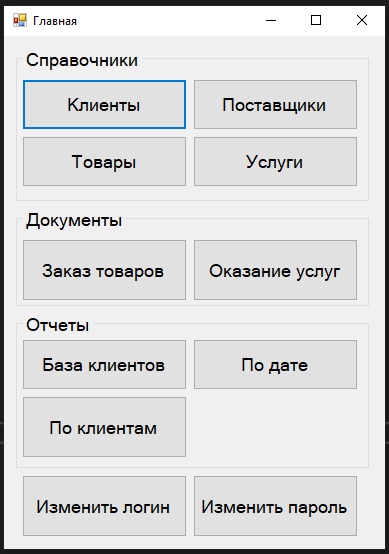 Главная
Справочники
Клиенты Поставщики
Товары Услуги
Документы
Заказ товаров Оказание услуг
Отчеты
База клиентов По дате
По клиентам
Изменить логин Изменить пароль